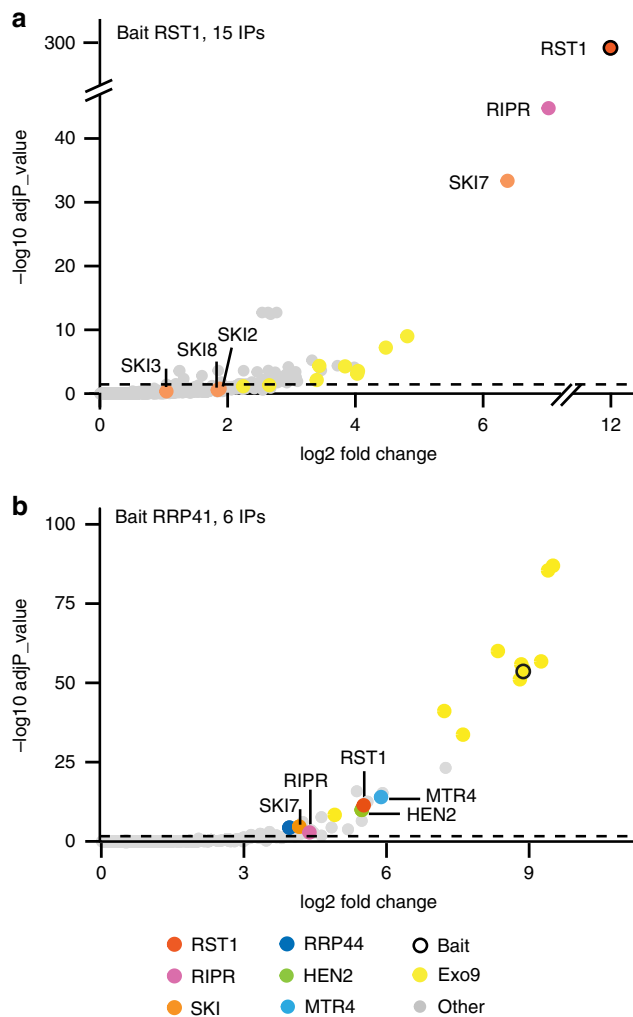 a
Bait RST1, 15 IPs
300
RST1
RIPR
40
SKI7
30
–log10 adjP_value
20
10
SKI2
SKI8
SKI3
0
0 2 4 6 12
log2 fold change
b
100
Bait RRP41, 6 IPs
75
–log10 adjP_value
50
25
RST1
RIPR
MTR4
SKI7
HEN2
0
0 3 6 9
log2 fold change
RST1 RRP44 Bait
RIPR HEN2 Exo9
SKI MTR4 Other